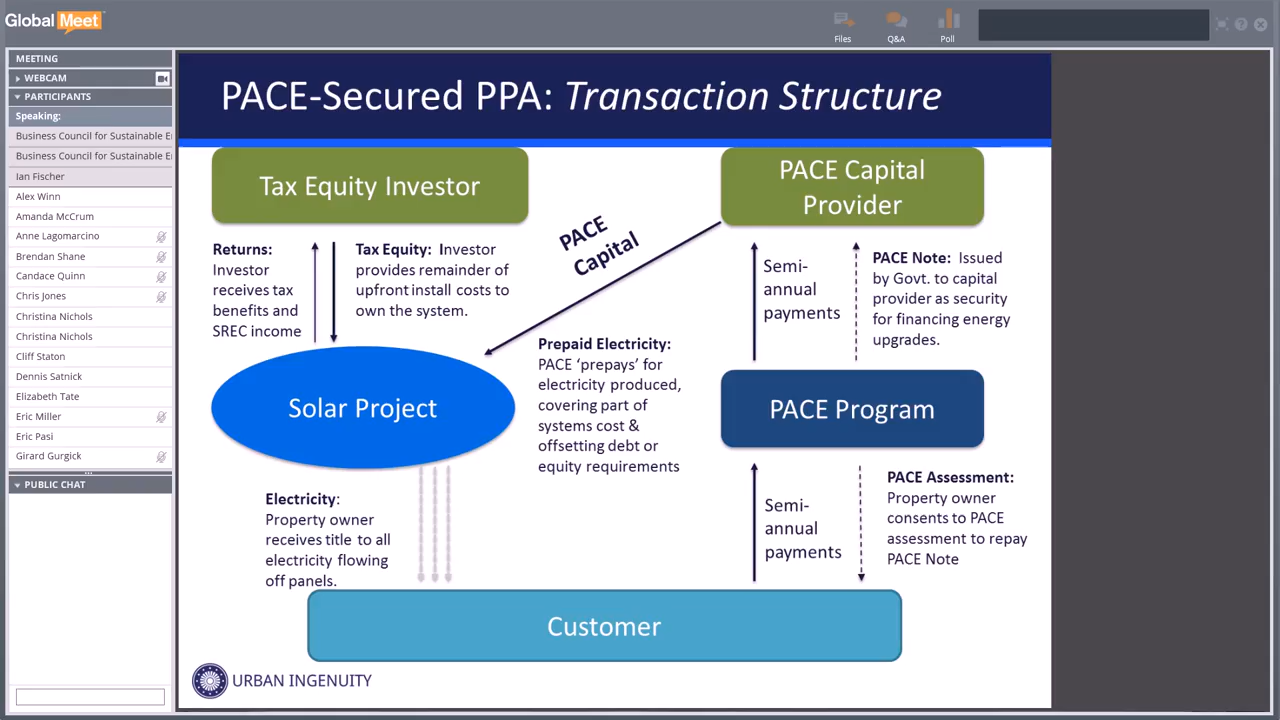 Global Meet
Files
Q&A
Poll
MEETING
WEBCAM
PARTICIPANTS
Speaking:
Business Council for Sustainable E
Business Council for Sustainable E
Ian Fischer
Alex Winn
Amanda McCrum
Anne Lagomarcino
Brendan Shane
Candace Quinn
Chris Jones
Christina Nichols
Christina Nichols
Cliff Staton
Dennis Satnick
Elizabeth Tate
Eric Miller
Eric Pasi
Girard Gurgick
PUBLIC CHAT
PACE-Secured PPA: Transaction Structure
Tax Equity Investor
PACE Capital
Provider
Returns:
Investor
receives tax
benefits and
SREC income
Tax Equity: Investor
provides remainder of
upfront install costs to
own the system.
PACE
Capital
Semi-
annual
payments
PACE Note: Issued
by Govt. to capital
provider as security
for financing energy
upgrades.
Solar Project
Prepaid Electricity:
PACE ‘prepays’ for
electricity produced,
covering part of
systems cost &
offsetting debt or
equity requirements
PACE Program
Electricity:
Property owner
receives title to all
electricity flowing
off panels.
Semi-
annual
payments
PACE Assessment:
Property owner
consents to PACE
assessment to repay
PACE Note
Customer
URBAN INGENUITY